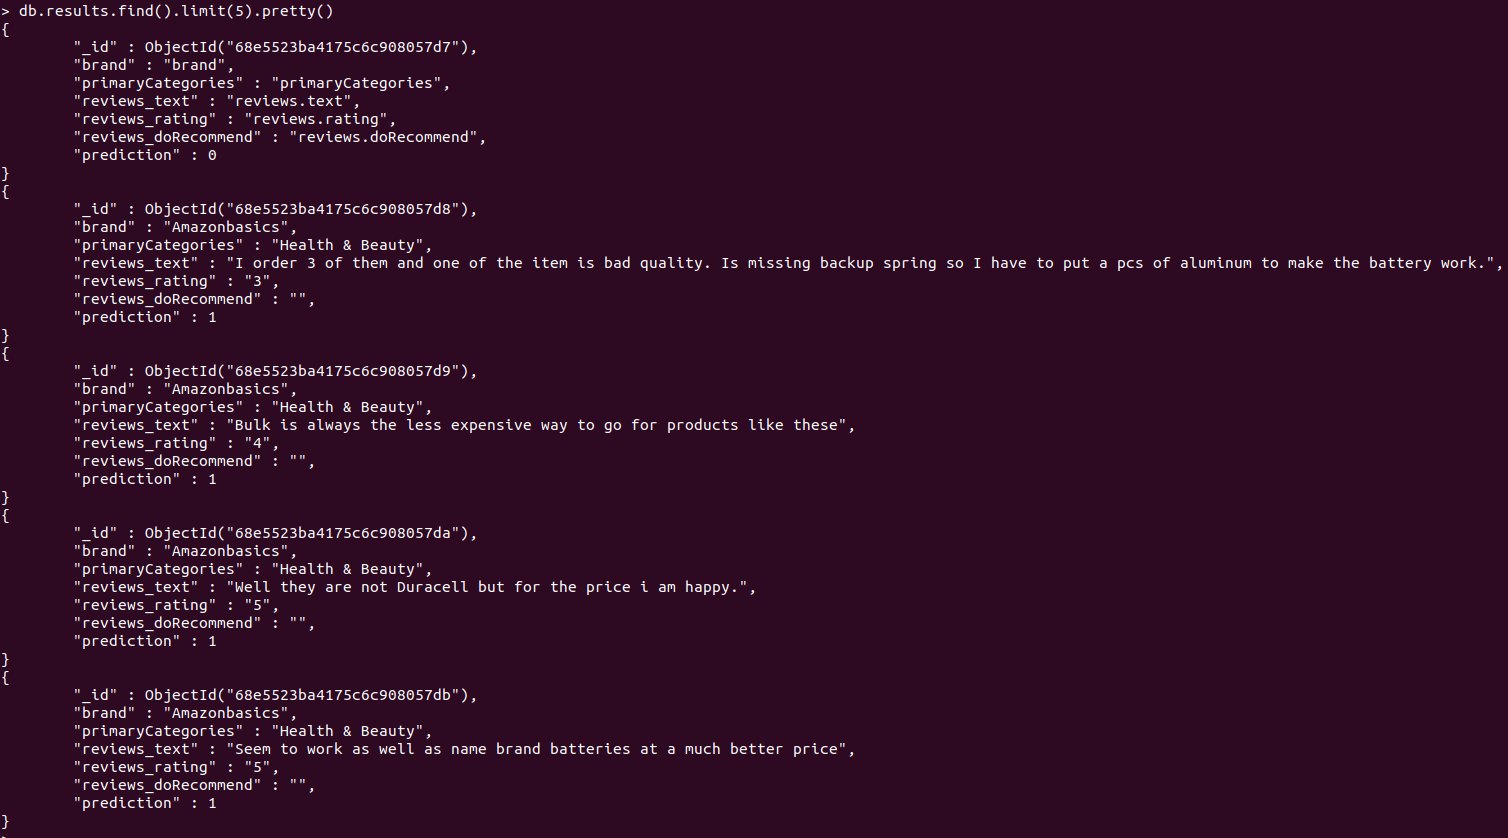 > db.results.find().limit(5).pretty()
{
        "_id" : ObjectId("68e5523ba4175c6c908057d7"),
        "brand" : "brand",
        "primaryCategories" : "primaryCategories",
        "reviews_text" : "reviews.text",
        "reviews_rating" : "reviews.rating",
        "reviews_doRecommend" : "reviews.doRecommend",
        "prediction" : 0
}
{
        "_id" : ObjectId("68e5523ba4175c6c908057d8"),
        "brand" : "Amazonbasics",
        "primaryCategories" : "Health & Beauty",
        "reviews_text" : "I order 3 of them and one of the item is bad quality. Is missing backup spring so I have to put a pcs of aluminum to make the battery work.",
        "reviews_rating" : "3",
        "reviews_doRecommend" : "",
        "prediction" : 1
}
{
        "_id" : ObjectId("68e5523ba4175c6c908057d9"),
        "brand" : "Amazonbasics",
        "primaryCategories" : "Health & Beauty",
        "reviews_text" : "Bulk is always the less expensive way to go for products like these",
        "reviews_rating" : "4",
        "reviews_doRecommend" : "",
        "prediction" : 1
}
{
        "_id" : ObjectId("68e5523ba4175c6c908057da"),
        "brand" : "Amazonbasics",
        "primaryCategories" : "Health & Beauty",
        "reviews_text" : "Well they are not Duracell but for the price i am happy.",
        "reviews_rating" : "5",
        "reviews_doRecommend" : "",
        "prediction" : 1
}
{
        "_id" : ObjectId("68e5523ba4175c6c908057db"),
        "brand" : "Amazonbasics",
        "primaryCategories" : "Health & Beauty",
        "reviews_text" : "Seem to work as well as name brand batteries at a much better price",
        "reviews_rating" : "5",
        "reviews_doRecommend" : "",
        "prediction" : 1
}